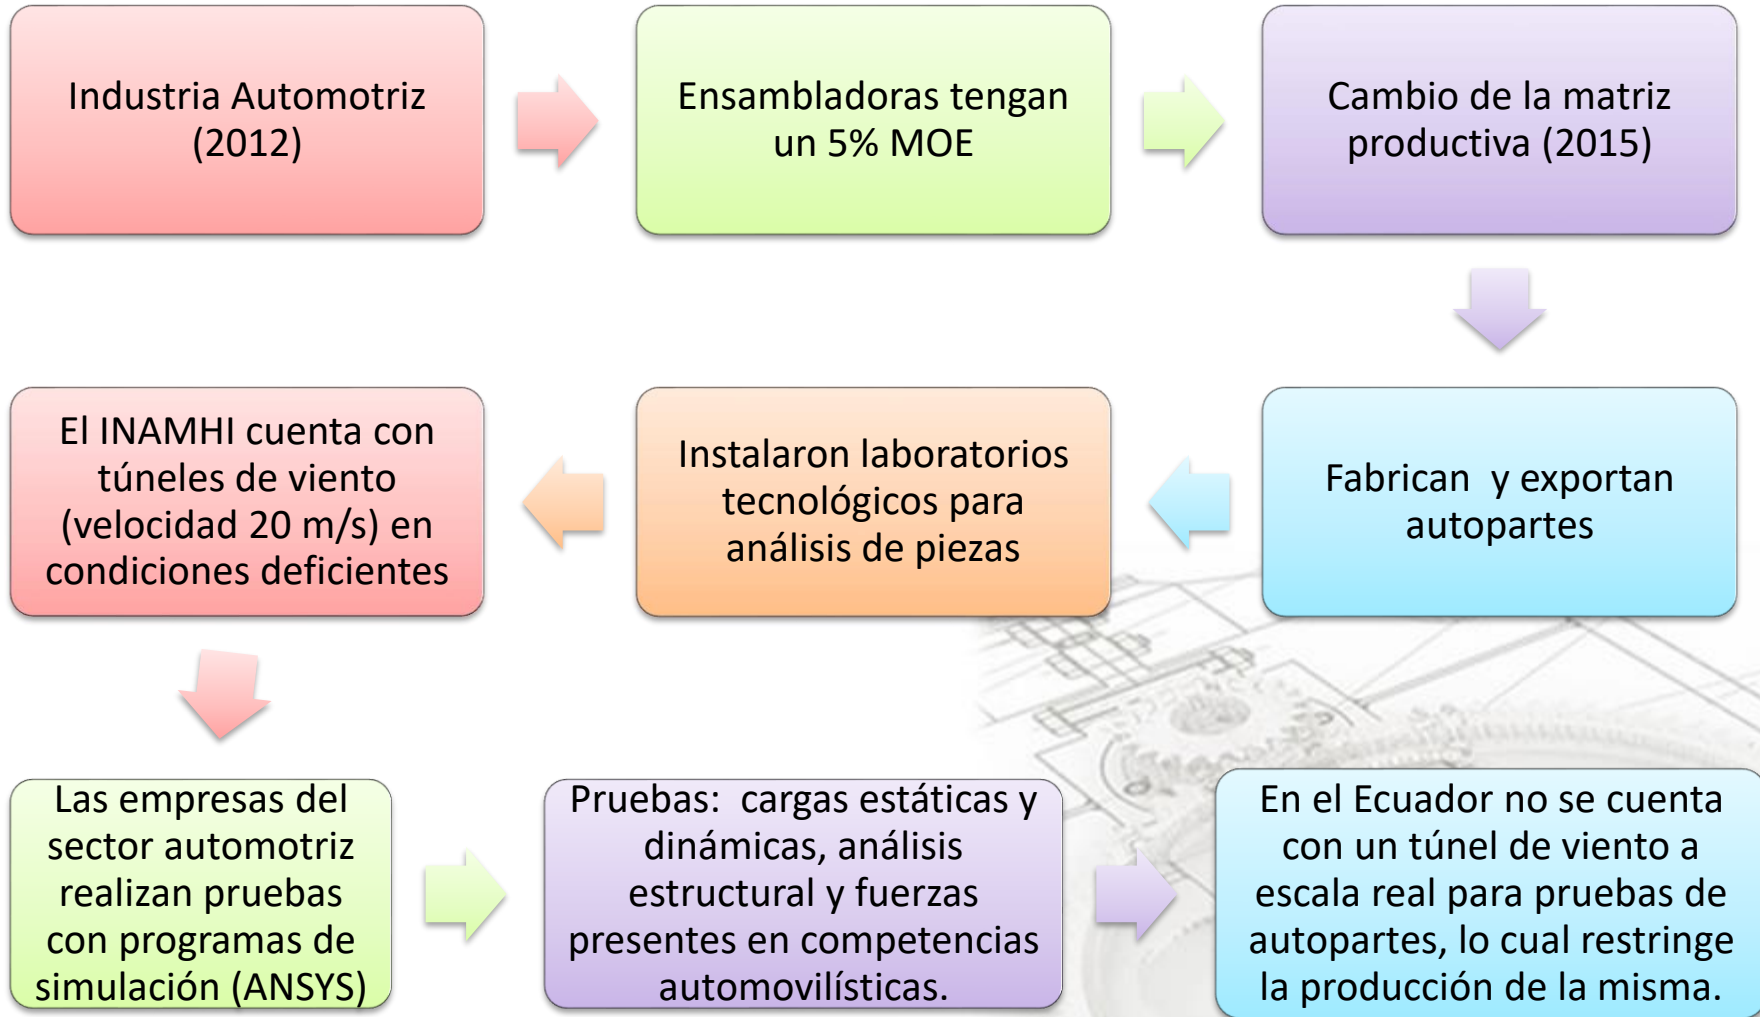 Industria Automotriz
(2012)
Ensambladoras tengan
un 5% MOE
Cambio de la matriz
productiva (2015)
Fabrican  y exportan
autopartes
Instalaron laboratorios
tecnológicos para
análisis de piezas
El INAMHI cuenta con
túneles de viento
(velocidad 20 m/s) en
condiciones deficientes
Las empresas del
sector automotriz
realizan pruebas
con programas de
simulación (ANSYS)
Pruebas:  cargas estáticas y
dinámicas, análisis
estructural y fuerzas
presentes en competencias
automovilísticas.
En el Ecuador no se cuenta
con un túnel de viento a
escala real para pruebas de
autopartes, lo cual restringe
la producción de la misma.